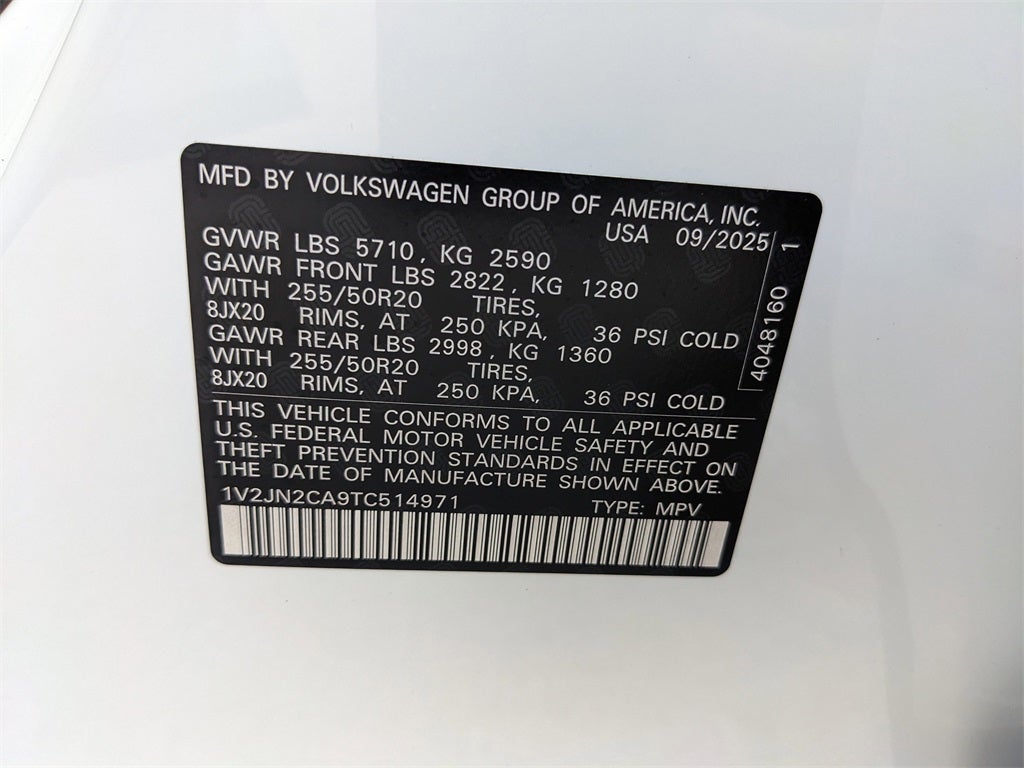 MFD BY VOLKSWAGEN GROUP OF AMERICA, INC.
USA 09/2025
GVWR LBS 5710, KG 2590
GAWR FRONT LBS 2822, KG 1280
WITH 255/50R20 TIRES,
8JX20 RIMS, AT 250 KPA, 36 PSI COLD
GAWR REAR LBS 2998, KG 1360
WITH 255/50R20 TIRES,
8JX20 RIMS, AT 250 KPA, 36 PSI COLD
4048160 1
THIS VEHICLE CONFORMS TO ALL APPLICABLE
U.S. FEDERAL MOTOR VEHICLE SAFETY AND
THEFT PREVENTION STANDARDS IN EFFECT ON
THE DATE OF MANUFACTURE SHOWN ABOVE.
1V2JN2CA9TC514971 TYPE: MPV